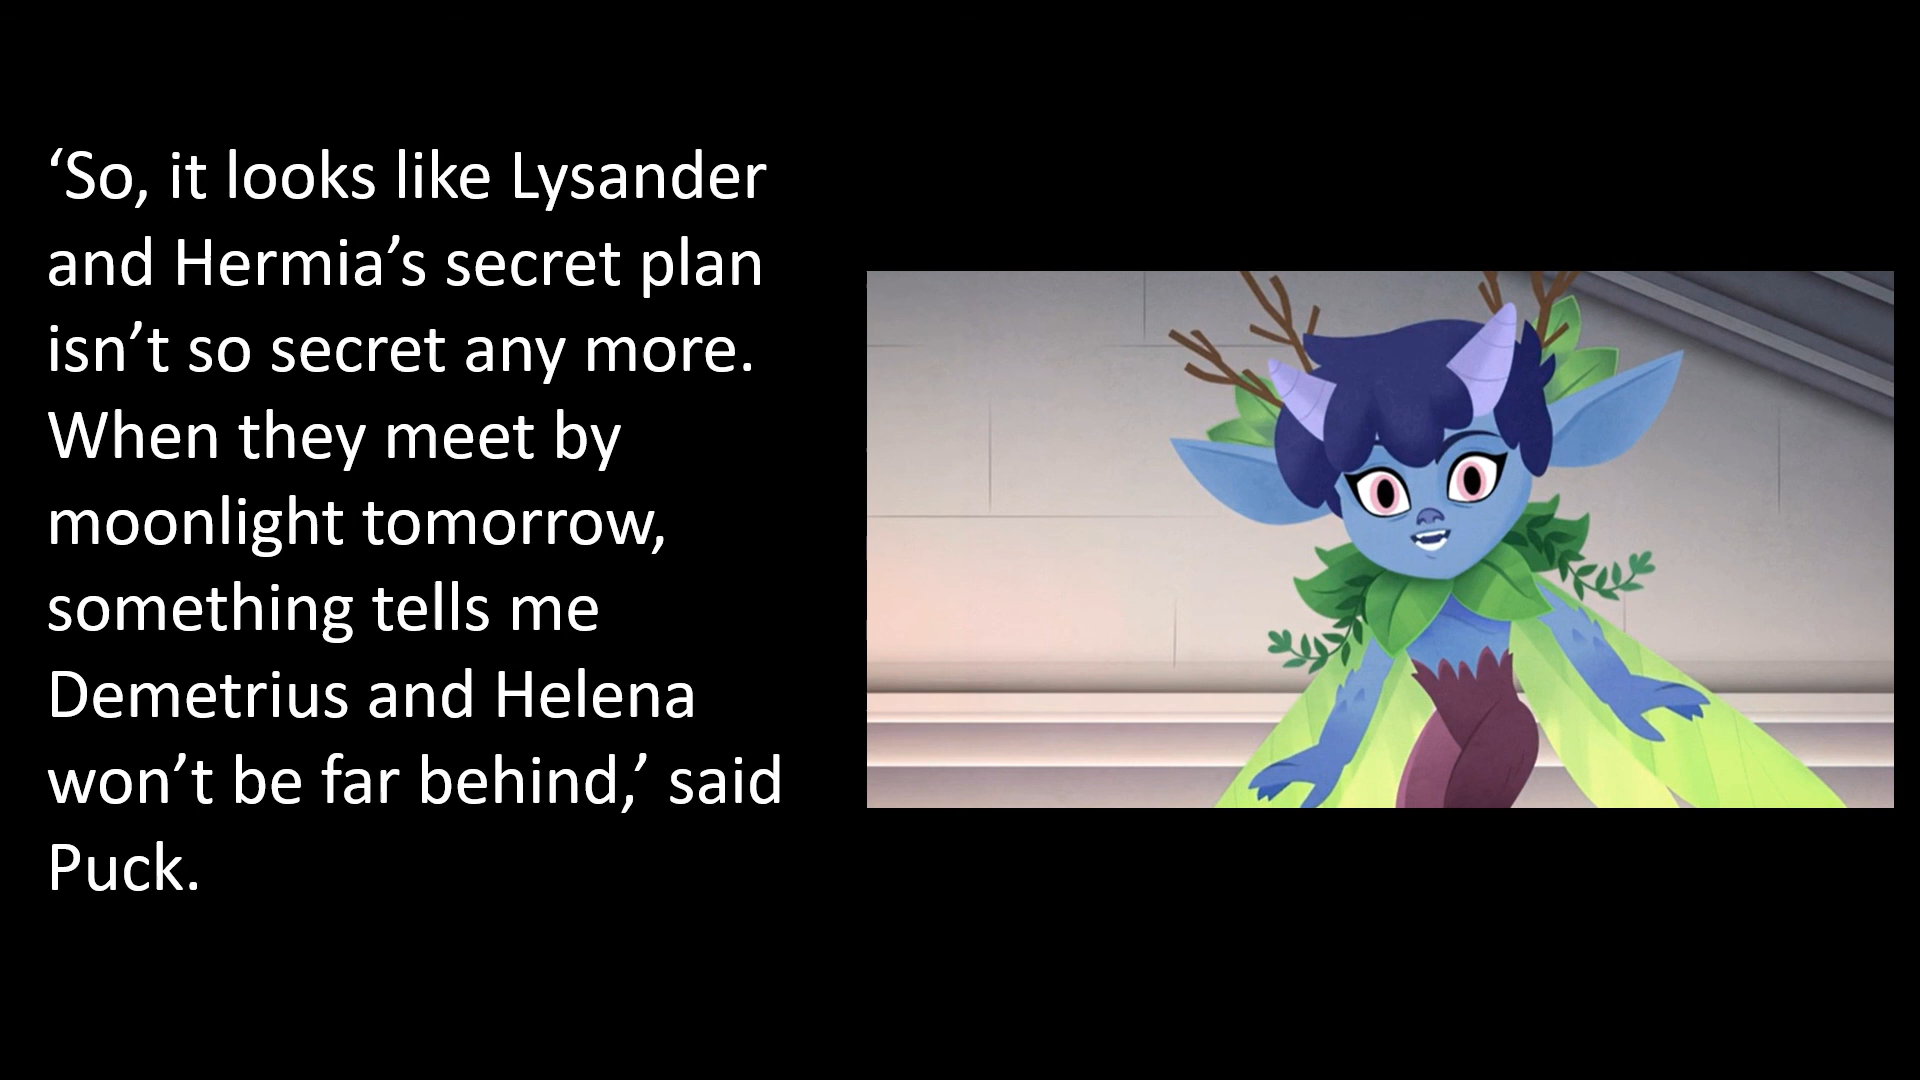 ‘So, it looks like Lysander
and Hermia’s secret plan
isn’t so secret any more.
When they meet by
moonlight tomorrow,
something tells me
Demetrius and Helena
won’t be far behind,’ said
Puck.